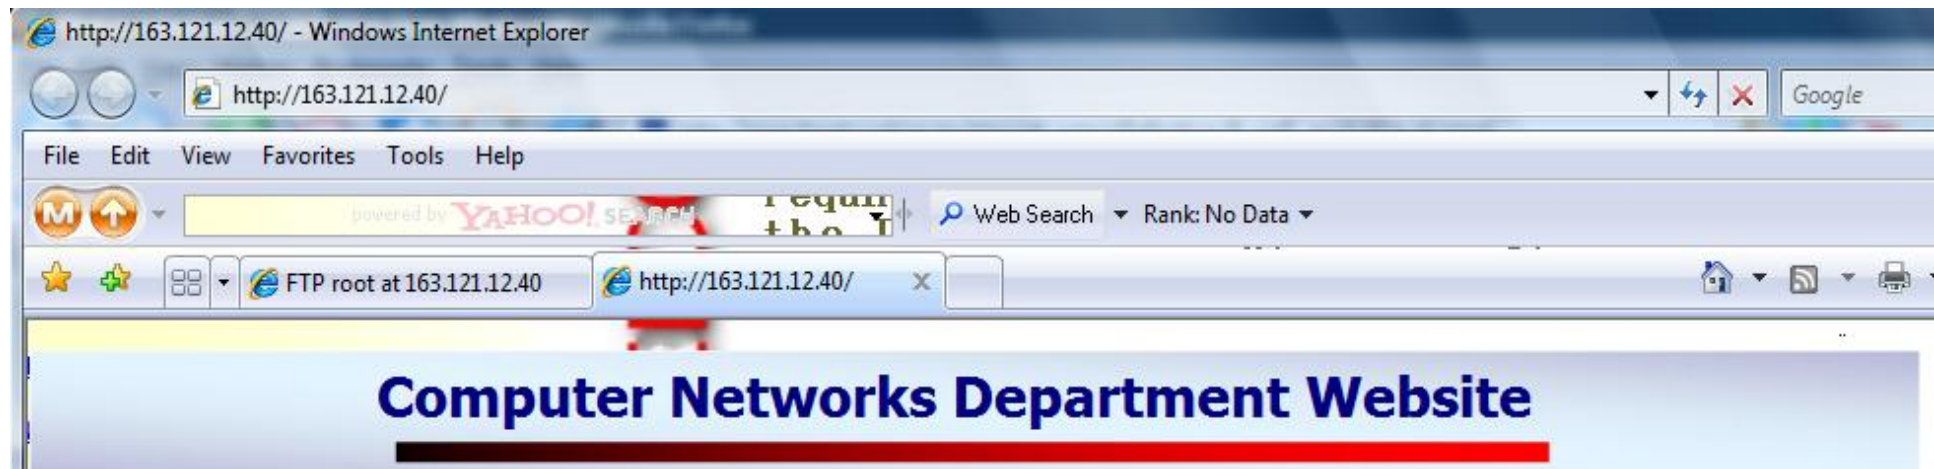 http://163.121.12.40/ - Windows Internet Explorer
http://163.121.12.40/
Google
File Edit View Favorites Tools Help
M powered by YAHOO! SEARCH Web Search Rank: No Data
FTP root at 163.121.12.40 http://163.121.12.40/ x
Computer Networks Department Website